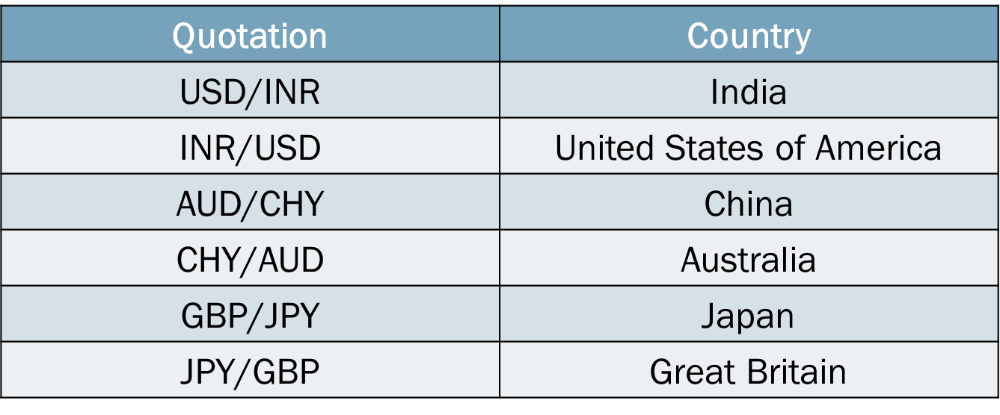 Quotation Country
USD/INR India
INR/USD United States of America
AUD/CHY China
CHY/AUD Australia
GBP/JPY Japan
JPY/GBP Great Britain